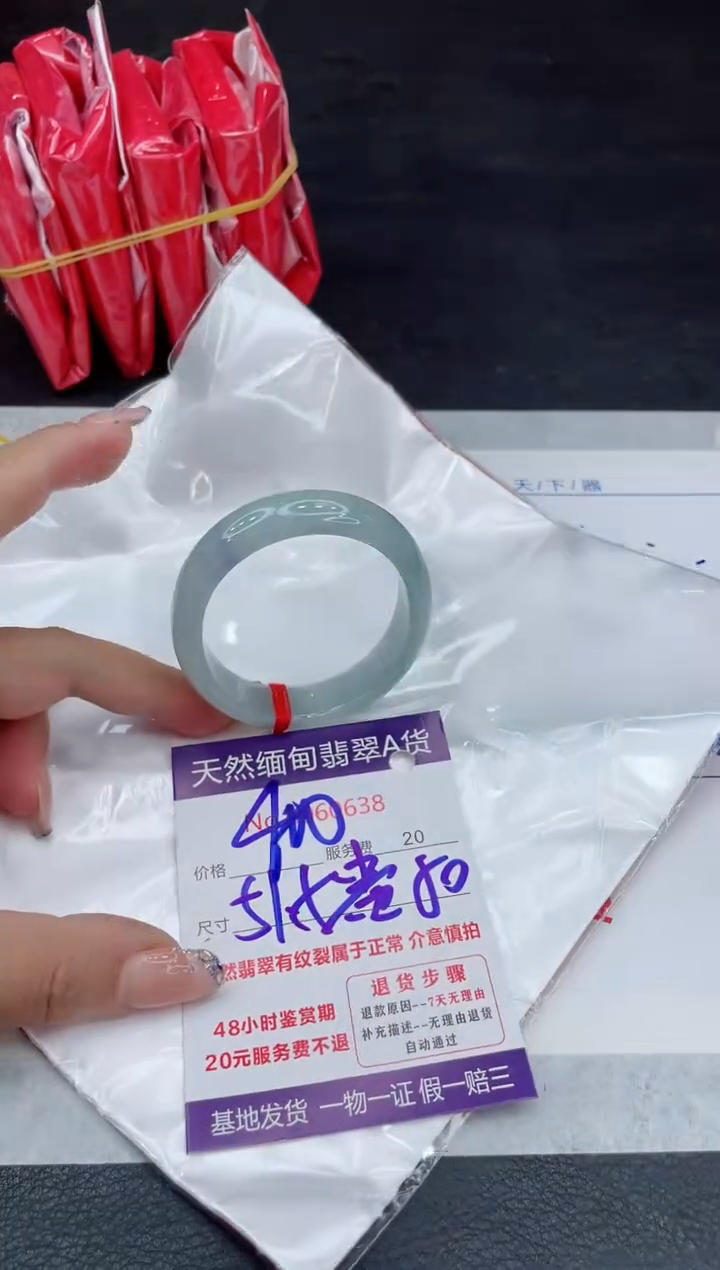 天/下/器
天然缅甸翡翠A货
No 060638
400
价格 服务费 20
尺寸 50
然翡翠有纹裂属于正常 介意慎拍
48小时鉴赏期
20元服务费不退
退货步骤
退款原因--7天无理由
补充描述--无理由退货
自动通过
基地发货 一物一证 假一赔三